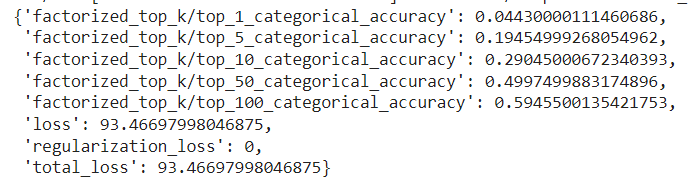 {'factorized_top_k/top_1_categorical_accuracy': 0.04430000111460686,
'factorized_top_k/top_5_categorical_accuracy': 0.19454999268054962,
'factorized_top_k/top_10_categorical_accuracy': 0.29045000672340393,
'factorized_top_k/top_50_categorical_accuracy': 0.4997499883174896,
'factorized_top_k/top_100_categorical_accuracy': 0.5945500135421753,
'loss': 93.46697998046875,
'regularization_loss': 0,
'total_loss': 93.46697998046875}